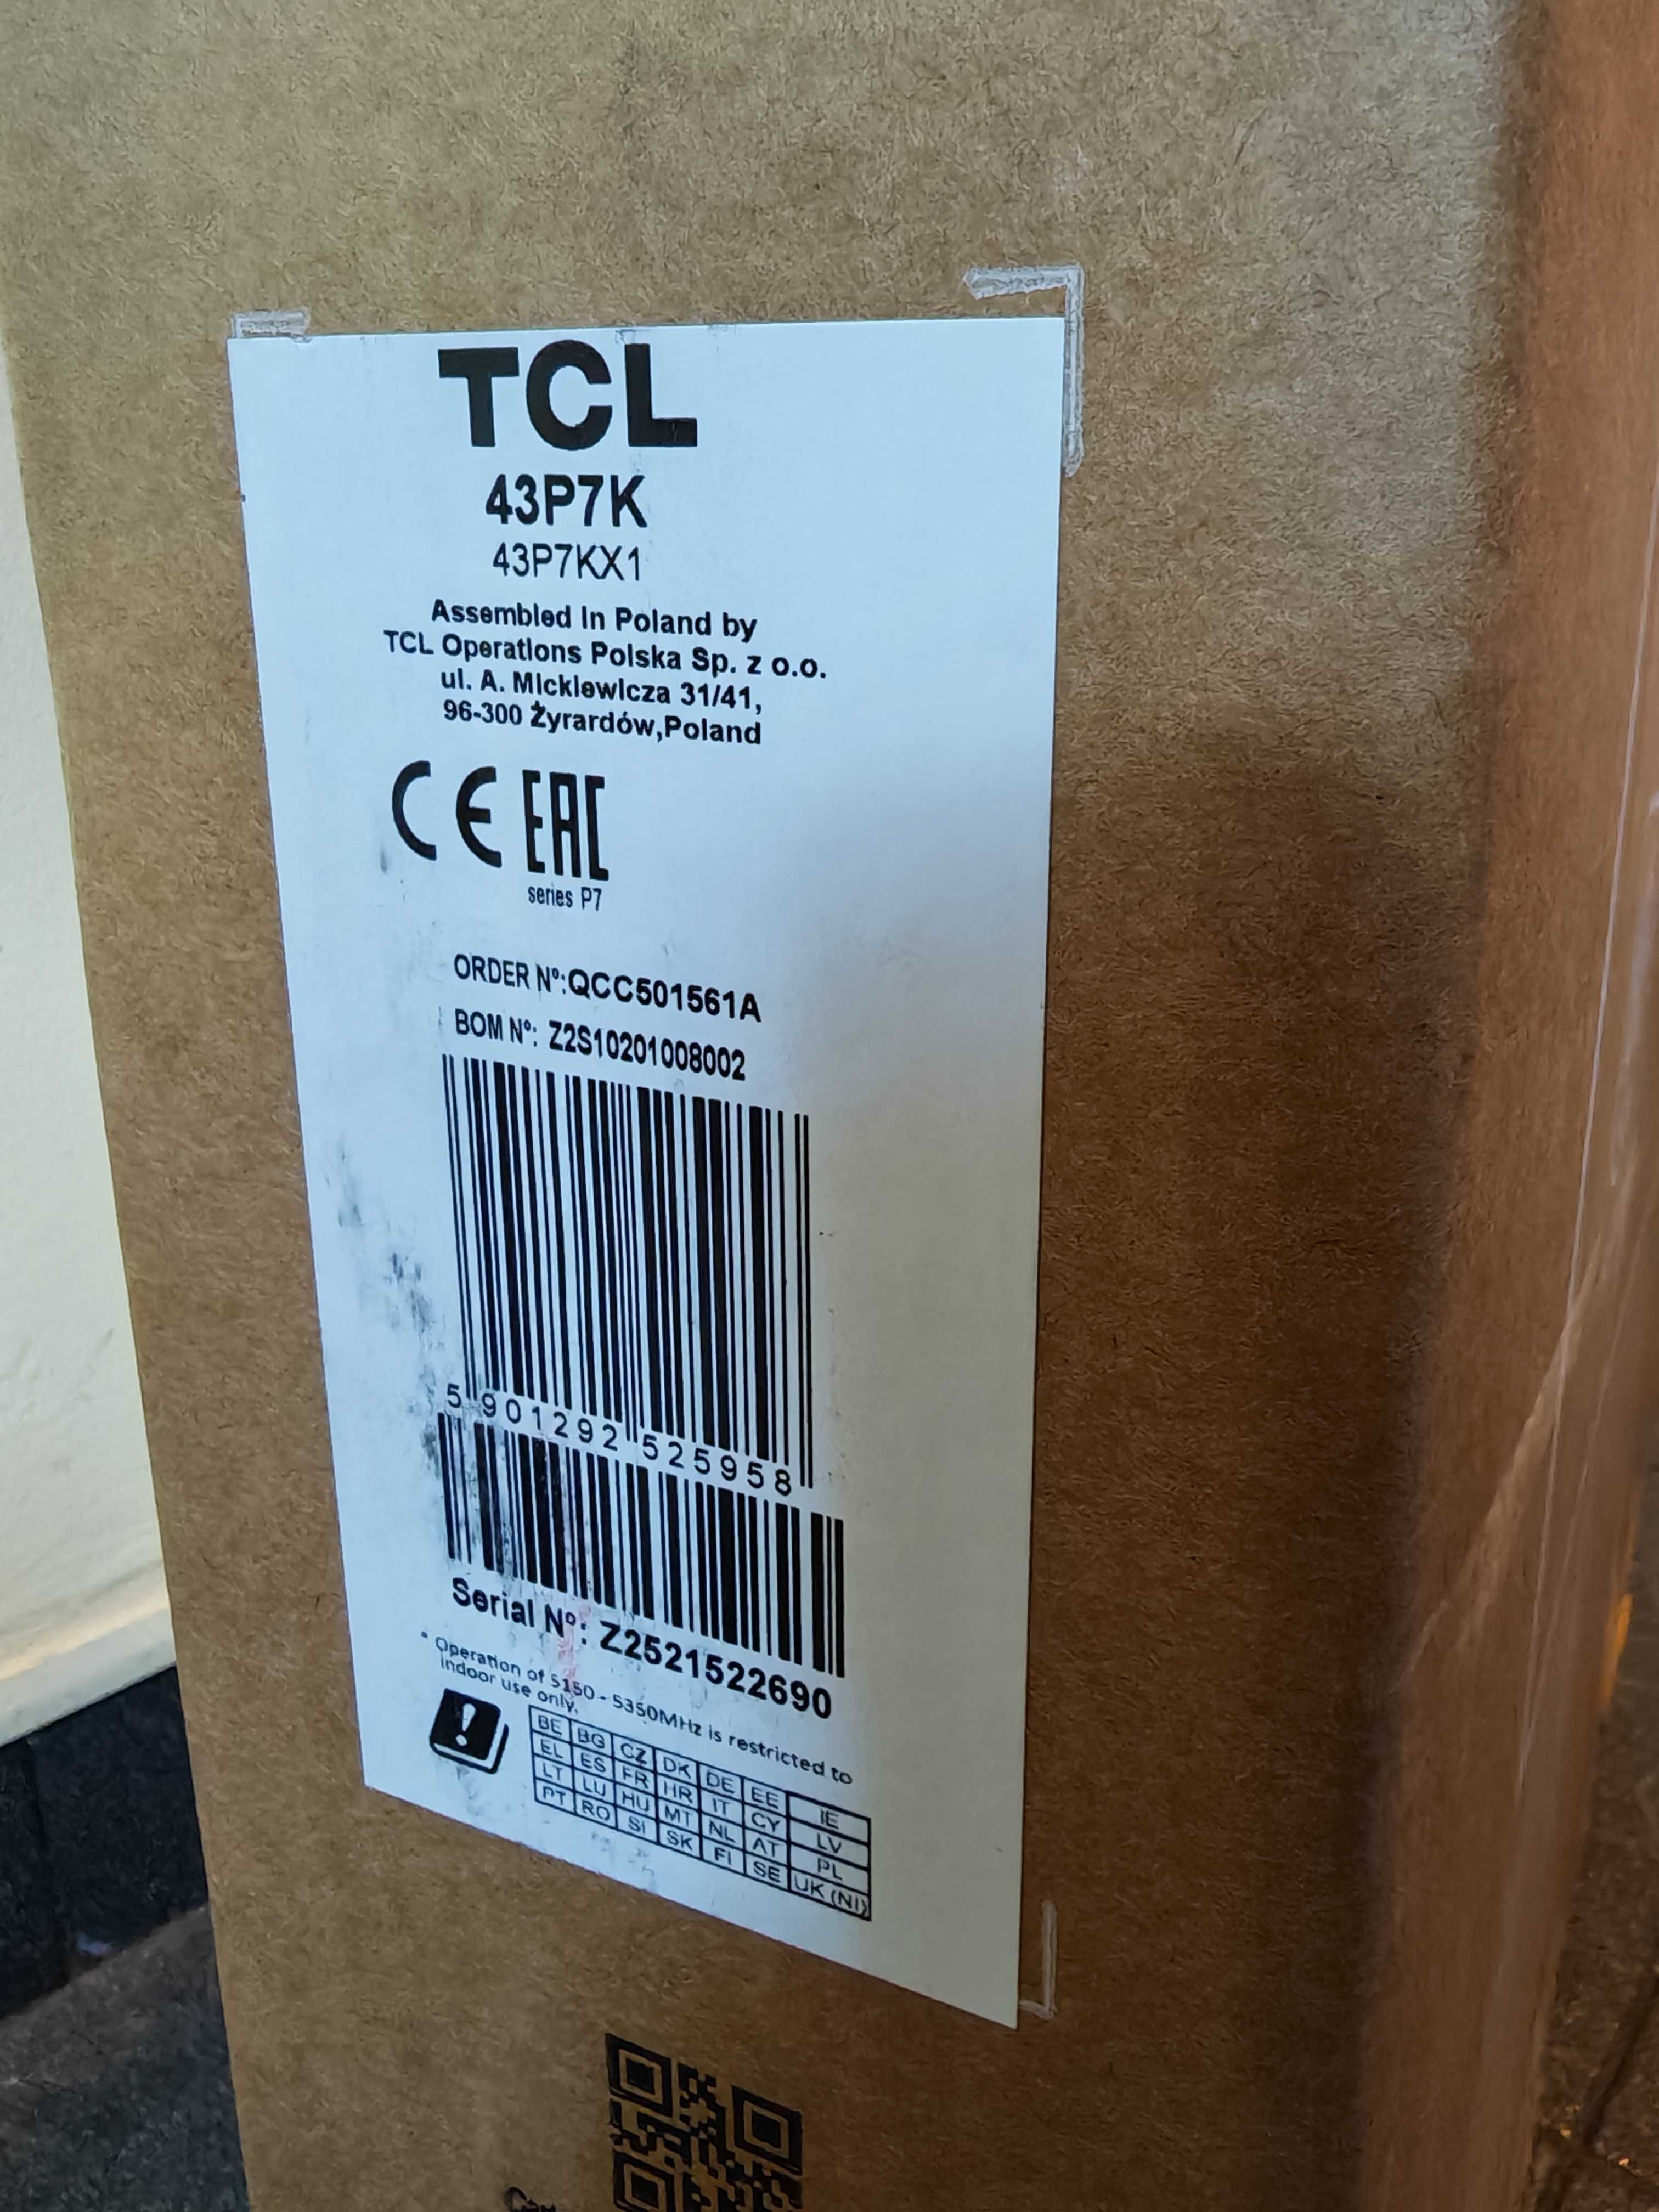 TCL
43P7K
43P7KX1
Assembled in Poland by
TCL Operations Polska Sp. z o.o.
ul. A. Mickiewicza 31/41,
96-300 Żyrardów,Poland
CE EAC
series P7
ORDER Nº:QCC501561A
BOM Nº: Z2S10201008002
5 901292 525958
Serial Nº: Z2521522690
* Operation of 5150 - 5350MHz is restricted to
indoor use only.
BE BG CZ DK DE EE IE
EL ES FR HR IT CY LV
LT LU HU MT NL AT PL
PT RO SI SK FI SE UK (NI)